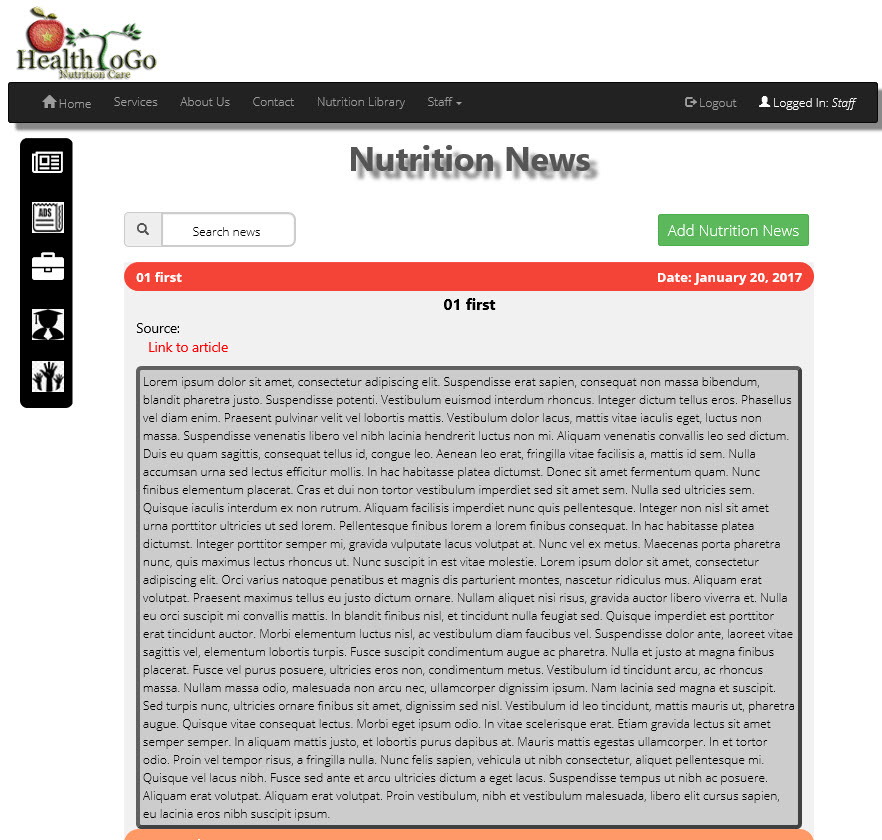 HealthToGo
Nutrition Care
Home Services About Us Contact Nutrition Library Staff Logout Logged In: Staff
Nutrition News
ADS
Search news Add Nutrition News
01 first Date: January 20, 2017
01 first
Source:
Link to article
Lorem ipsum dolor sit amet, consectetur adipiscing elit. Suspendisse erat sapien, consequat non massa bibendum,
blandit pharetra justo. Suspendisse potenti. Vestibulum euismod interdum rhoncus. Integer dictum tellus eros. Phasellus
vel diam enim. Praesent pulvinar velit vel lobortis mattis. Vestibulum dolor lacus, mattis vitae iaculis eget, luctus non
massa. Suspendisse venenatis libero vel nibh lacinia hendrerit luctus non mi. Aliquam venenatis convallis leo sed dictum.
Duis eu quam sagittis, consequat tellus id, congue leo. Aenean leo erat, fringilla vitae facilisis a, mattis id sem. Nulla
accumsan urna sed lectus efficitur mollis. In hac habitasse platea dictumst. Donec sit amet fermentum quam. Nunc
finibus elementum placerat. Cras et dui non tortor vestibulum imperdiet sed sit amet sem. Nulla sed ultricies sem.
Quisque iaculis interdum ex non rutrum. Aliquam facilisis imperdiet nunc quis pellentesque. Integer non nisl sit amet
urna porttitor ultricies ut sed lorem. Pellentesque finibus lorem a lorem finibus consequat. In hac habitasse platea
dictumst. Integer porttitor semper mi, gravida vulputate lacus volutpat at. Nunc vel ex metus. Maecenas porta pharetra
nunc, quis maximus lectus rhoncus ut. Nunc suscipit in est vitae molestie. Lorem ipsum dolor sit amet, consectetur
adipiscing elit. Orci varius natoque penatibus et magnis dis parturient montes, nascetur ridiculus mus. Aliquam erat
volutpat. Praesent maximus tellus eu justo dictum ornare. Nullam aliquet nisi risus, gravida auctor libero viverra et. Nulla
eu orci suscipit mi convallis mattis. In blandit finibus nisl, et tincidunt nulla feugiat sed. Quisque imperdiet est porttitor
erat tincidunt auctor. Morbi elementum luctus nisl, ac vestibulum diam faucibus vel. Suspendisse dolor ante, laoreet vitae
sagittis vel, elementum lobortis turpis. Fusce suscipit condimentum augue ac pharetra. Nulla et justo at magna finibus
placerat. Fusce vel purus posuere, ultricies eros non, condimentum metus. Vestibulum id tincidunt arcu, ac rhoncus
massa. Nullam massa odio, malesuada non arcu nec, ullamcorper dignissim ipsum. Nam lacinia sed magna et suscipit.
Sed turpis nunc, ultricies ornare finibus sit amet, dignissim sed nisl. Vestibulum id leo tincidunt, mattis mauris ut, pharetra
augue. Quisque vitae consequat lectus. Morbi eget ipsum odio. In vitae scelerisque erat. Etiam gravida lectus sit amet
semper semper. In aliquam mattis justo, et lobortis purus dapibus at. Mauris mattis egestas ullamcorper. In et tortor
odio. Proin vel tempor risus, a fringilla nulla. Nunc felis sapien, vehicula ut nibh consectetur, aliquet pellentesque mi.
Quisque vel lacus nibh. Fusce sed ante et arcu ultricies dictum a eget lacus. Suspendisse tempus ut nibh ac posuere.
Aliquam erat volutpat. Aliquam erat volutpat. Proin vestibulum, nibh et vestibulum malesuada, libero elit cursus sapien,
eu lacinia eros nibh suscipit ipsum.